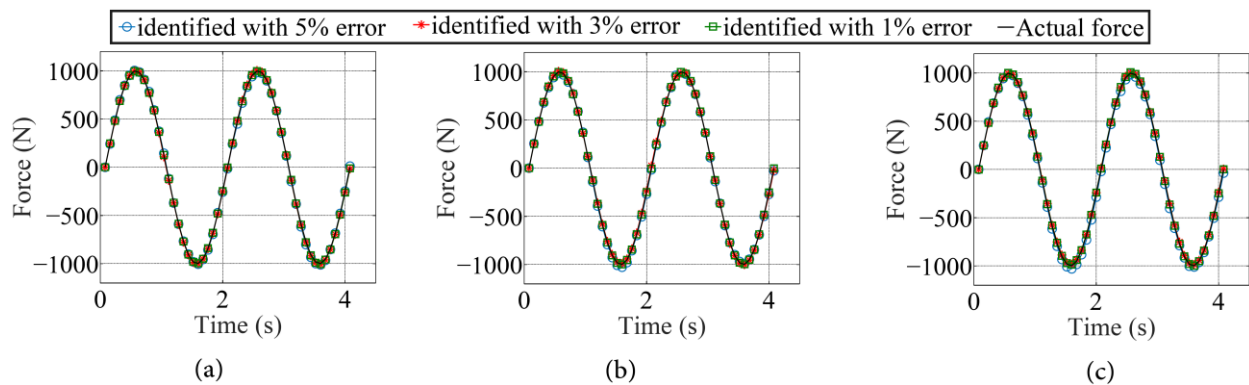 identified with 5% error identified with 3% error identified with 1% error Actual force
1000
500
0
−500
−1000
Force (N)
0 2 4
Time (s)
(a)
1000
500
0
−500
−1000
Force (N)
0 2 4
Time (s)
(b)
1000
500
0
−500
−1000
Force (N)
0 2 4
Time (s)
(c)